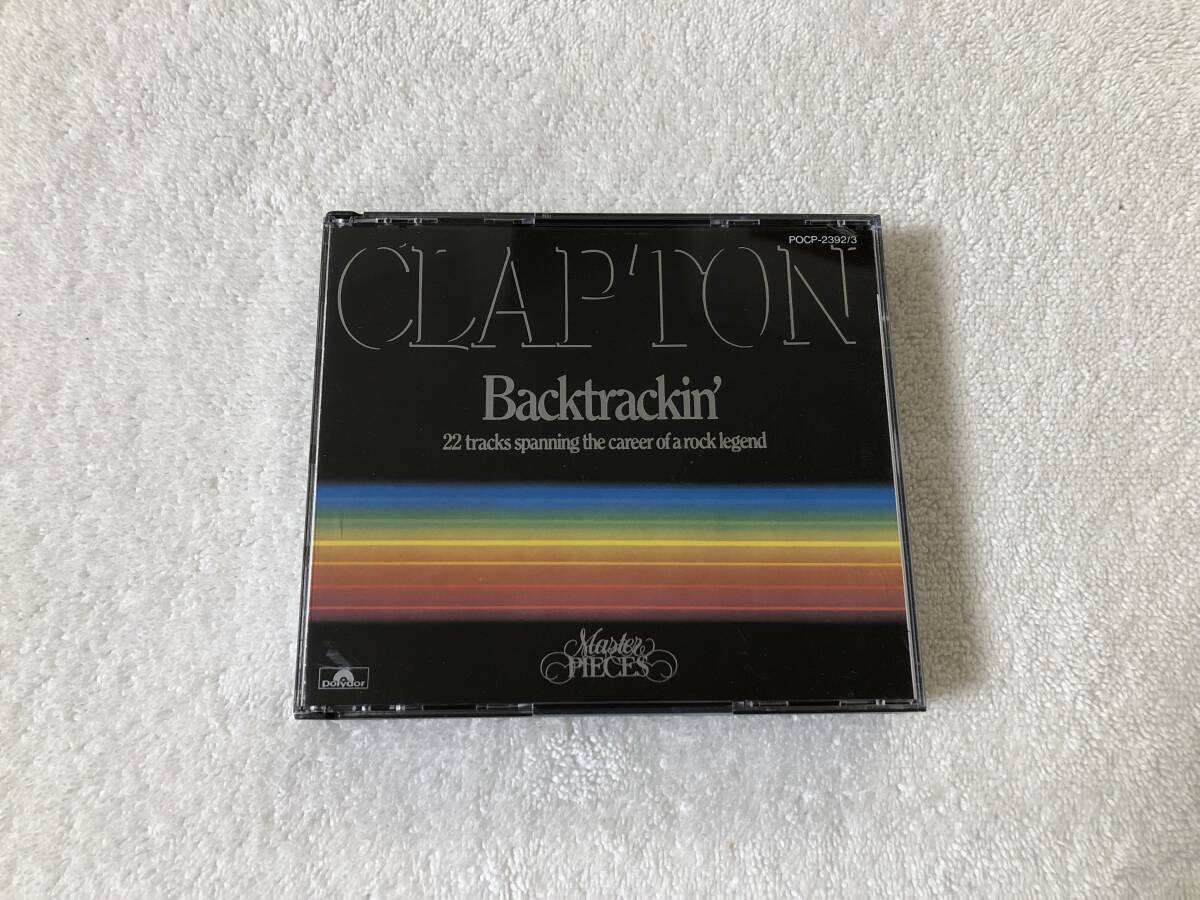 POCP-2392/3
CLAPTON
Backtrackin'
22 tracks spanning the career of a rock legend
Master
PIECES
polydor